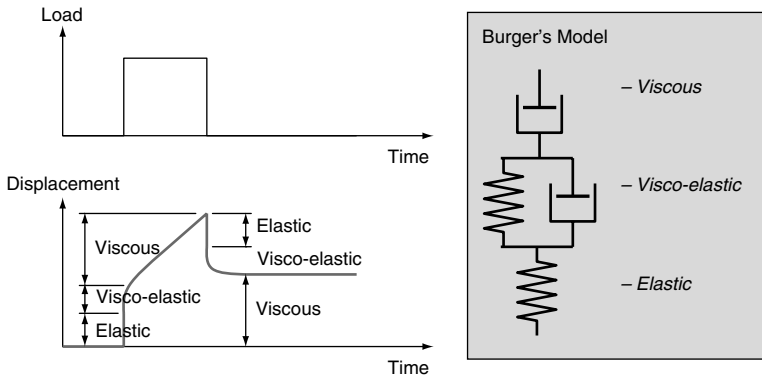 Load
Time
Displacement
Viscous
Visco-elastic
Elastic
Elastic
Visco-elastic
Viscous
Time
Burger's Model
– Viscous
– Visco-elastic
– Elastic